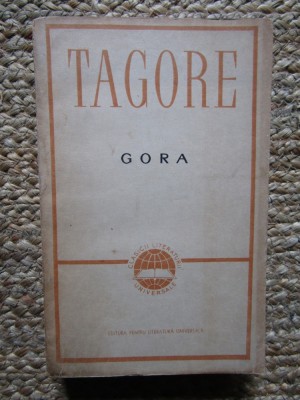 TAGORE
GORA
CLASICII LITERATURII
UNIVERSALE
EDITURA PENTRU LITERATURĂ UNIVERSALĂ